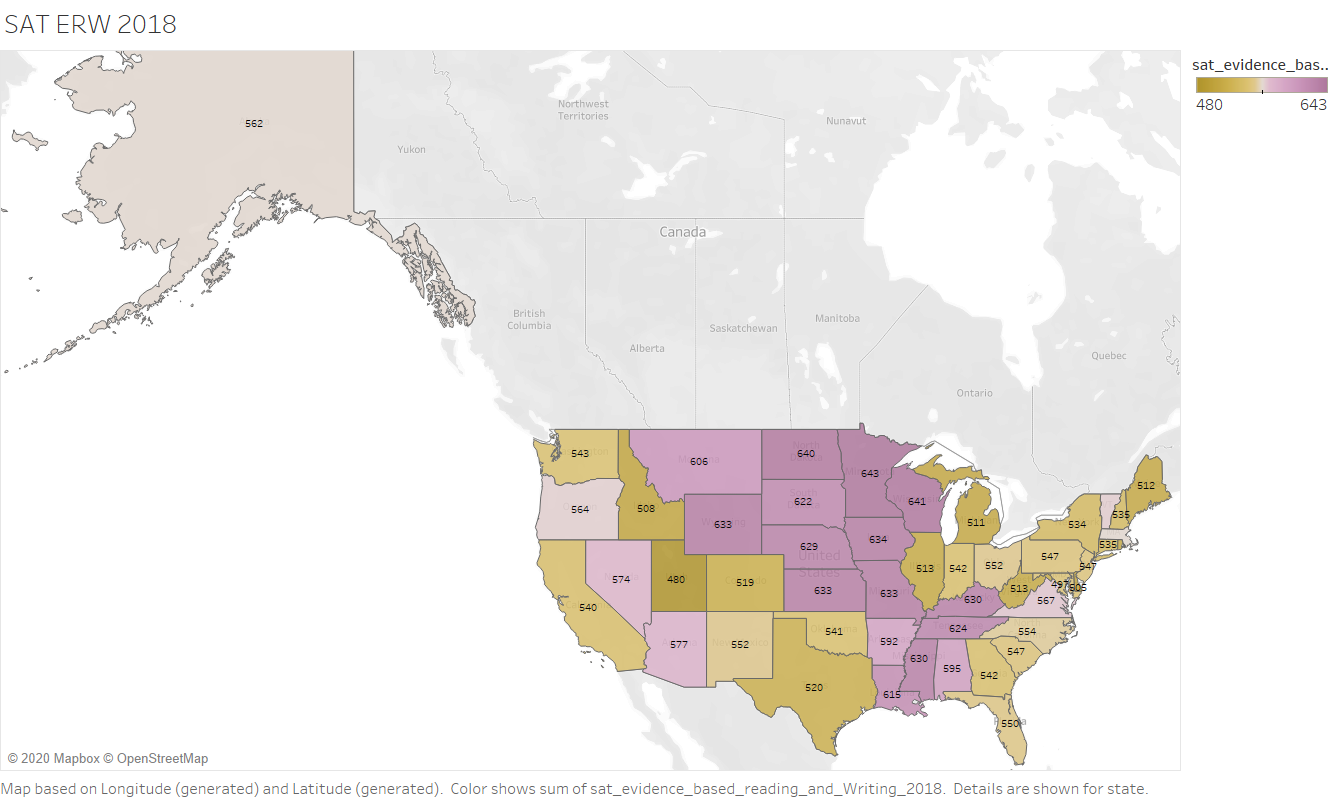 SAT ERW 2018
sat_evidence_bas..
480 643
562
Northwest
Territories
Nunavut
Yukon
Canada
British
Columbia
Alberta
Saskatchewan
Manitoba
Ontario
Quebec
543
606
640
643
641
512
564
508
633
622
511
534
535
574
480
519
629
United
States
634
513
542
552
547
535
547
540
633
633
630
513
497
505
567
577
552
541
592
624
554
520
615
630
595
542
547
550
© 2020 Mapbox © OpenStreetMap
Map based on Longitude (generated) and Latitude (generated). Color shows sum of sat_evidence_based_reading_and_Writing_2018. Details are shown for state.